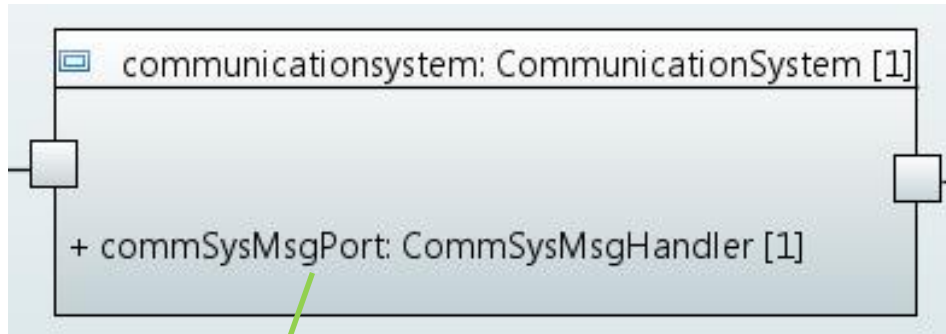 communicationsystem: CommunicationSystem [1]
+ commSysMsgPort: CommSysMsgHandler [1]